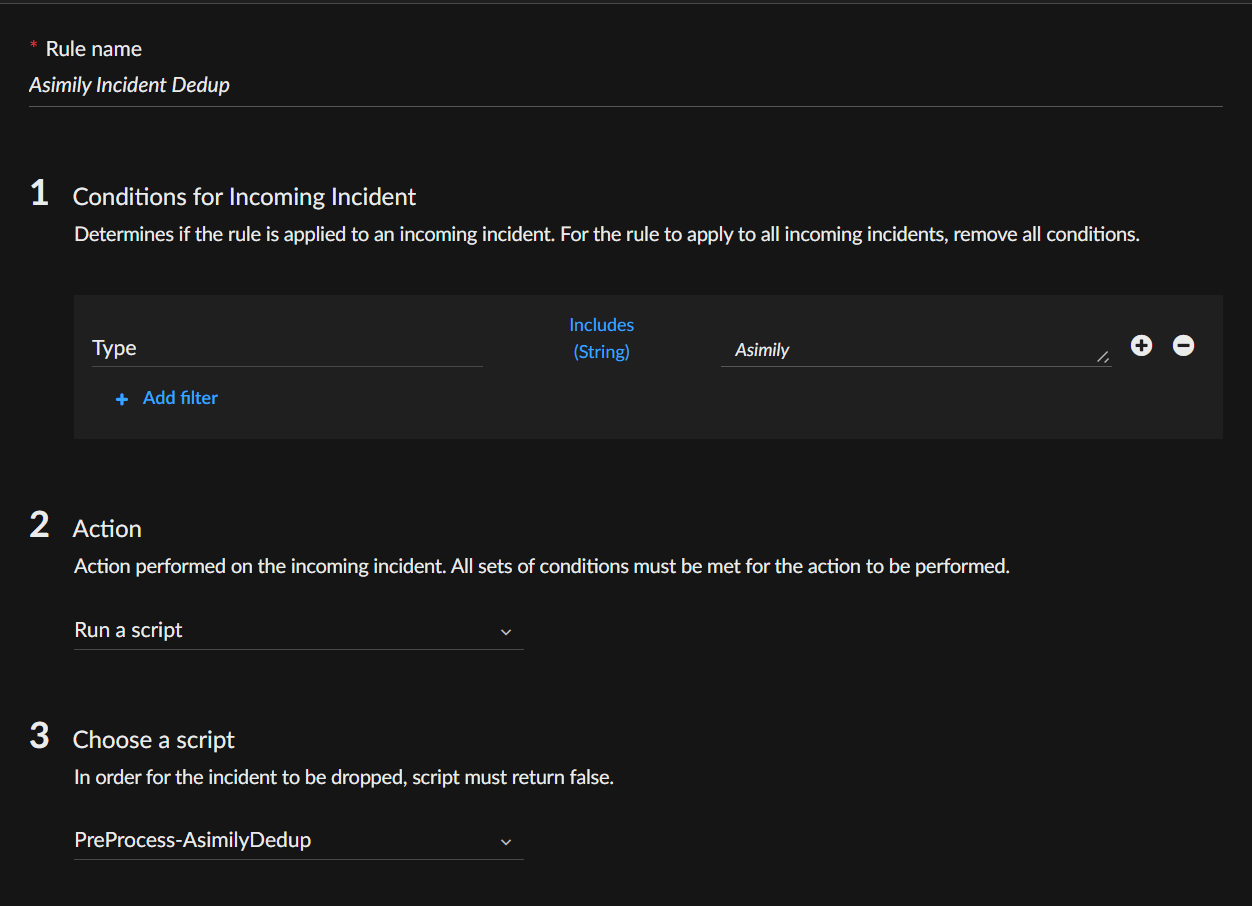 * Rule name
Asimily Incident Dedup
1 Conditions for Incoming Incident
Determines if the rule is applied to an incoming incident. For the rule to apply to all incoming incidents, remove all conditions.
Type
Includes
(String)
Asimily
+ Add filter
2 Action
Action performed on the incoming incident. All sets of conditions must be met for the action to be performed.
Run a script
3 Choose a script
In order for the incident to be dropped, script must return false.
PreProcess-AsimilyDedup